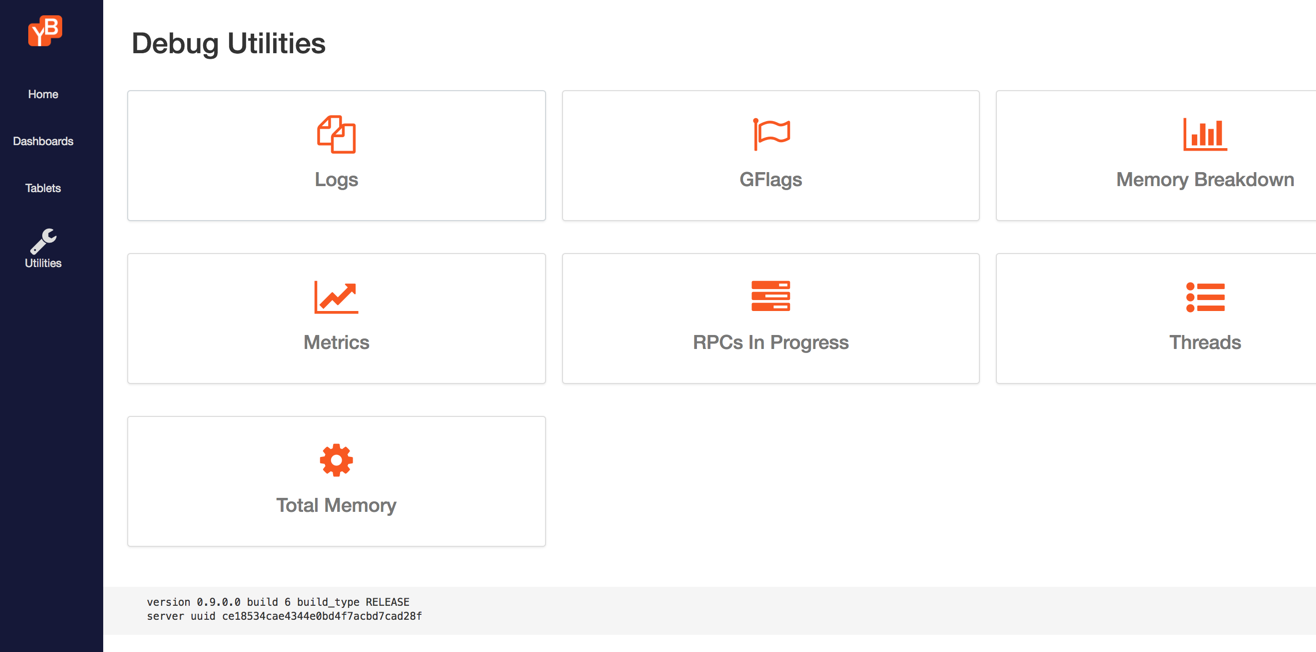 YB
Home
Dashboards
Tablets
Utilities
Debug Utilities
Logs
GFlags
Memory Breakdown
Metrics
RPCs In Progress
Threads
Total Memory
version 0.9.0.0 build 6 build_type RELEASE
server uuid ce18534cae4344e0bd4f7acbd7cad28f